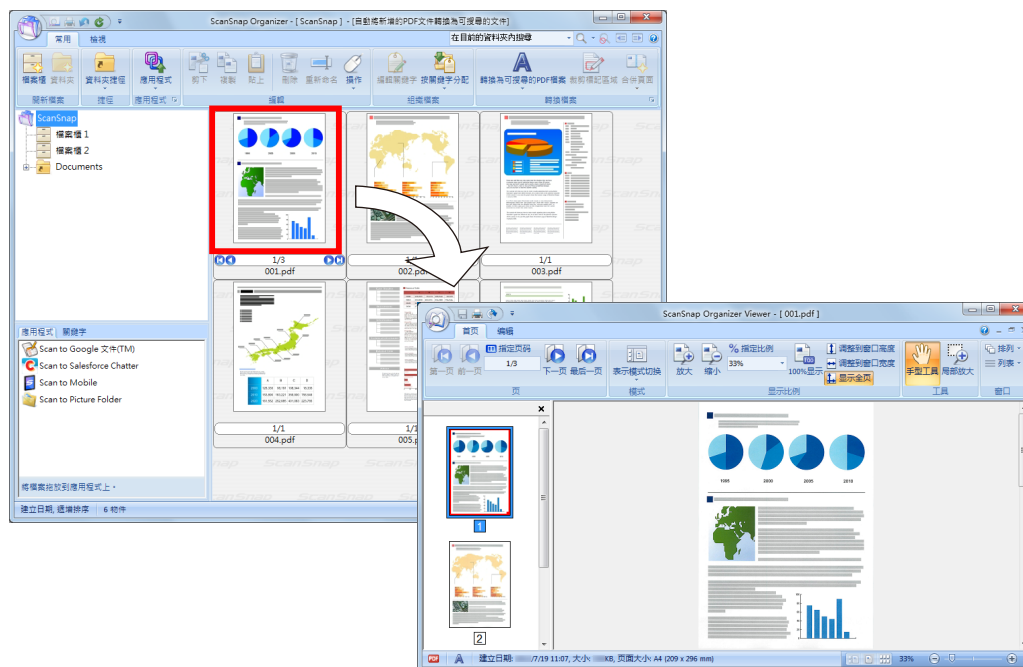 ScanSnap Organizer - [ ScanSnap ] - [自動將新增的PDF文件轉換為可搜尋的文件]
常用 檢視
在目前的資料夾內搜尋
檔案櫃 資料夾 資料夾捷徑 應用程式 剪下 複製 貼上 刪除 重新命名 操作 編輯關鍵字 按關鍵字分配 轉換為可搜尋的PDF檔案 裁剪標記區域 合併頁面
開新檔案 捷徑 應用程式 編輯 組織檔案 轉換檔案
ScanSnap
檔案櫃 1
檔案櫃 2
Documents
1/3
001.pdf
002.pdf
1/1
003.pdf
1/1
004.pdf
005.p
應用程式 關鍵字
Scan to Google 文件(TM)
Scan to Salesforce Chatter
Scan to Mobile
Scan to Picture Folder
將檔案拖放到應用程式上。
建立日期, 遞增排序 6 物件
ScanSnap Organizer Viewer - [ 001.pdf ]
首页 编辑
第一页 前一页 指定页码 1/3 下一页 最后一页
页
表示模式切换
模式
放大 缩小 % 指定比例 33% 100%显示
调整到窗口高度
调整到窗口宽度
显示全页
显示比例
手型工具 局部放大
工具
排列
列表
窗口
1
2
1995 2000 2005 2010
建立日期: /7/19 11:07, 大小: KB, 页面大小: A4 (209 x 296 mm)
33%